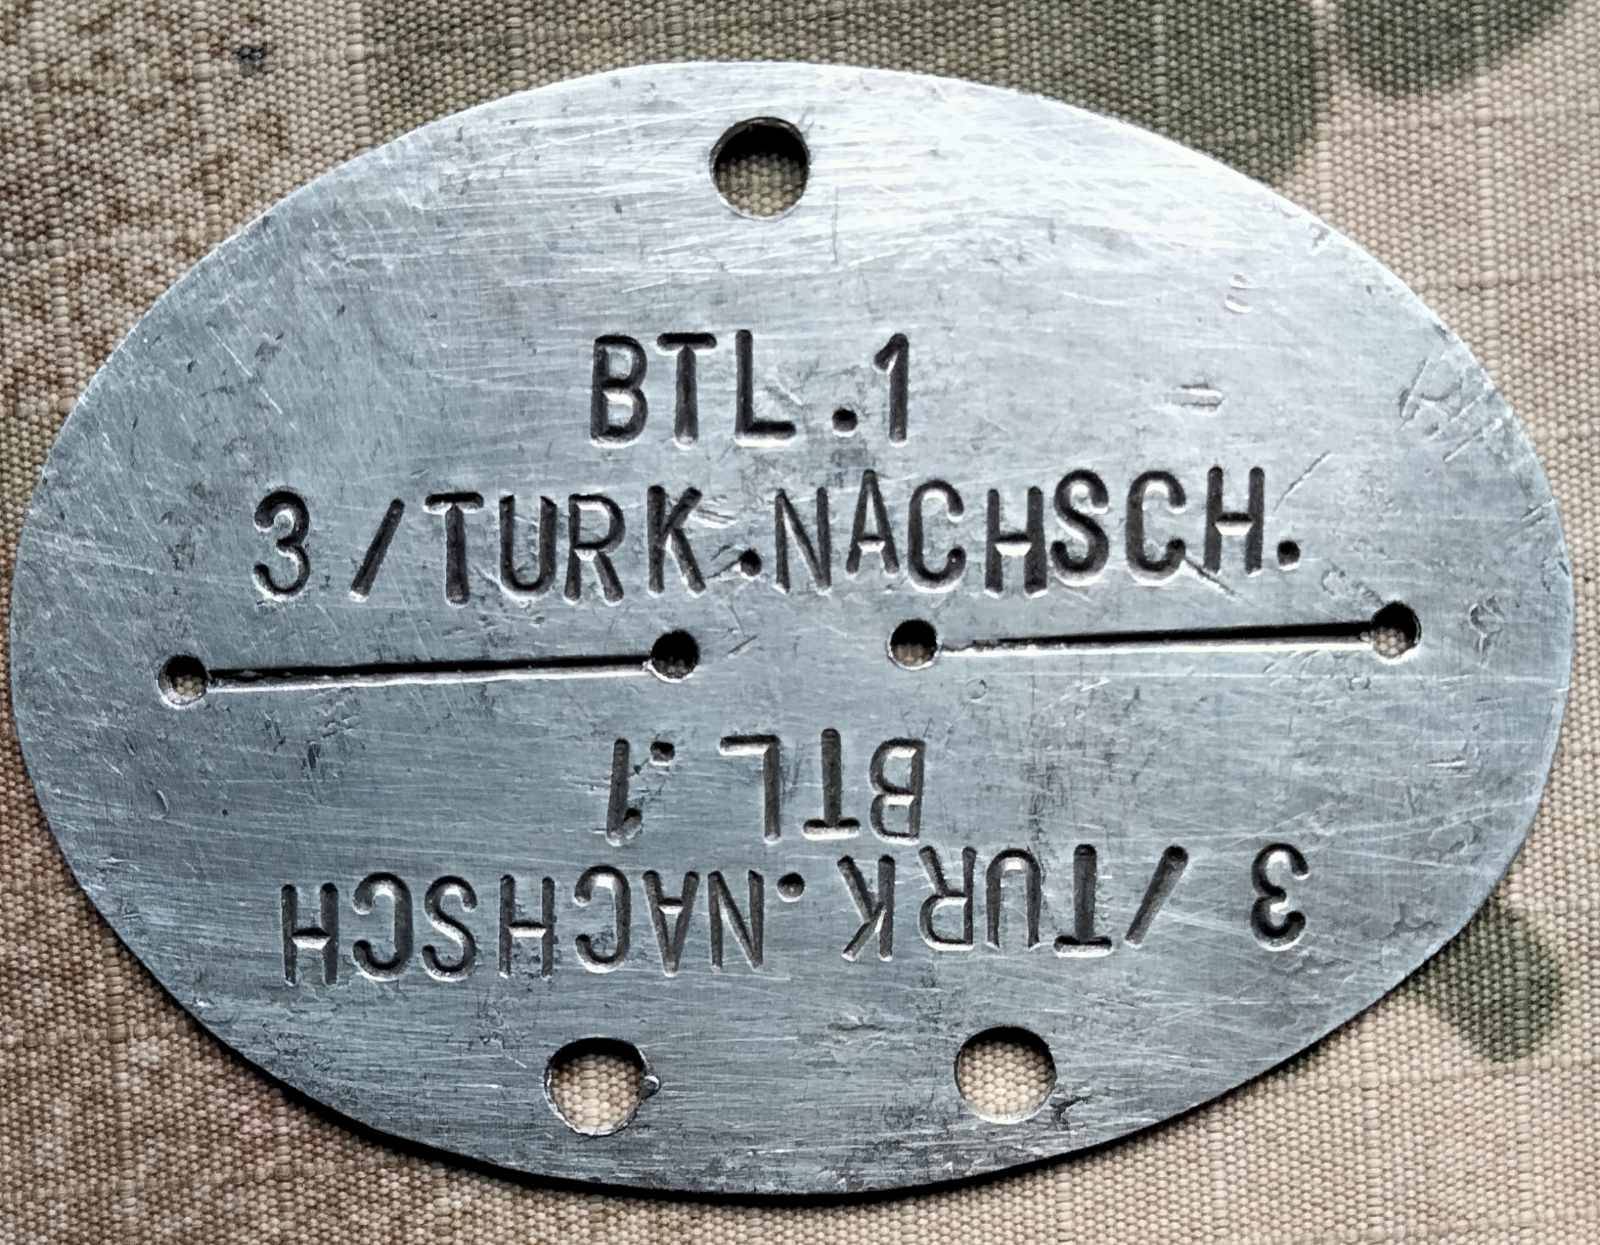 BTL.1
3/TURK.NACHSCH.
BTL.1
3/TURK.NACHSCH